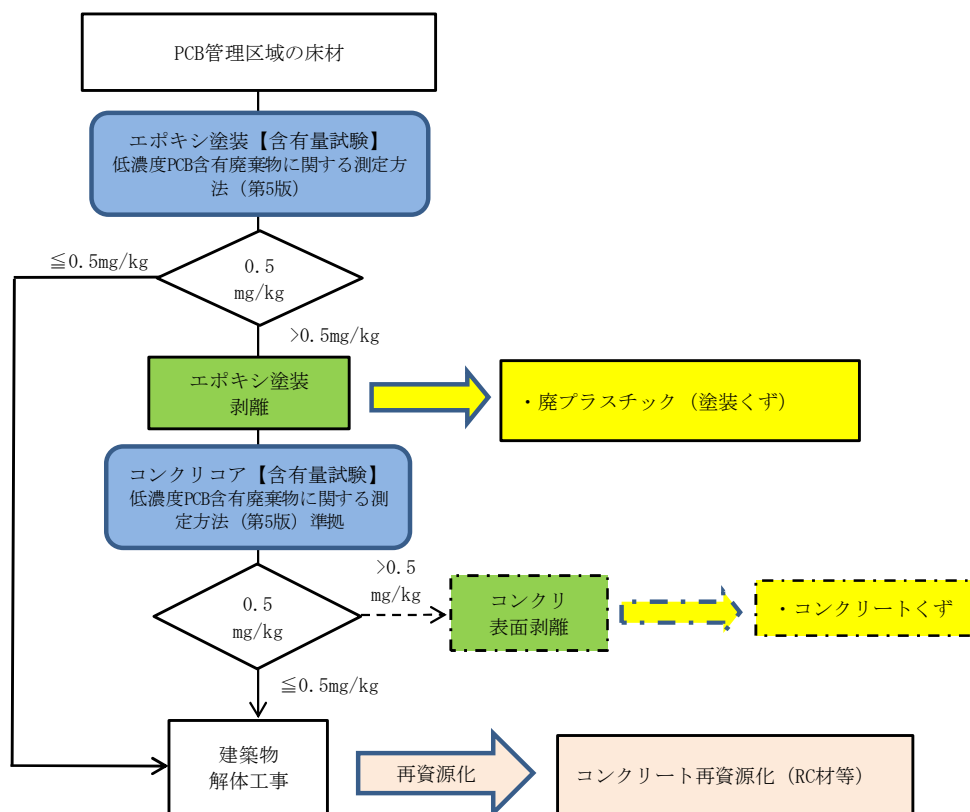 PCB管理区域の床材
エポキシ塗装【含有量試験】
低濃度PCB含有廃棄物に関する測定方
法（第5版）
≦0.5mg/kg
0.5
mg/kg
>0.5mg/kg
エポキシ塗装
剥離
・廃プラスチック（塗装くず）
コンクリコア【含有量試験】
低濃度PCB含有廃棄物に関する測
定方法（第5版）準拠
>0.5
mg/kg
0.5
mg/kg
コンクリ
表面剥離
・コンクリートくず
≦0.5mg/kg
建築物
解体工事
再資源化
コンクリート再資源化（RC材等）